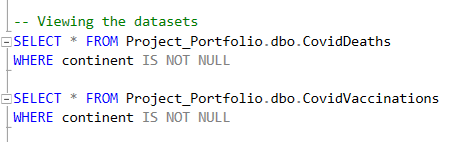 -- Viewing the datasets
SELECT * FROM Project_Portfolio.dbo.CovidDeaths
WHERE continent IS NOT NULL
SELECT * FROM Project_Portfolio.dbo.CovidVaccinations
WHERE continent IS NOT NULL